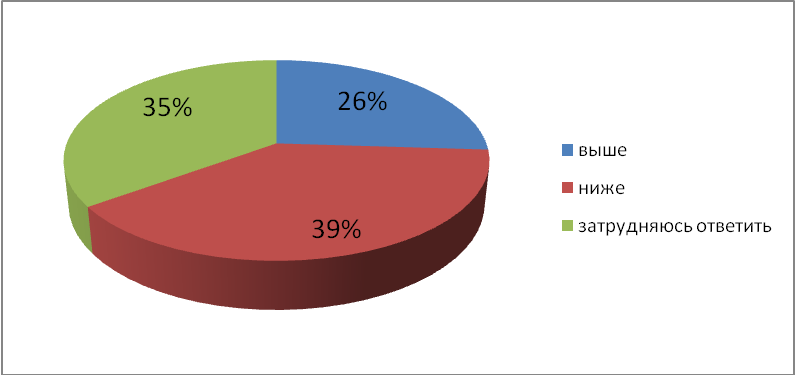 35%
26%
39%
выше
ниже
затрудняюсь ответить